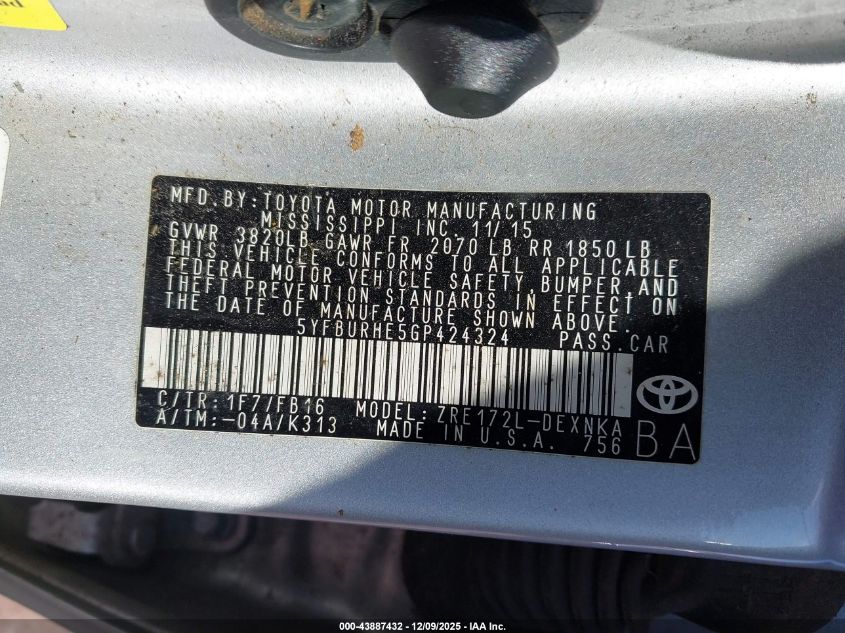 MFD.BY:TOYOTA MOTOR MANUFACTURING
MISSISSIPPI INC. 11/15
GVWR 3820LB GAWR FR 2070 LB RR 1850 LB
THIS VEHICLE CONFORMS TO ALL APPLICABLE
FEDERAL MOTOR VEHICLE SAFETY, BUMPER, AND
THEFT PREVENTION STANDARDS IN EFFECT ON
THE DATE OF MANUFACTURE SHOWN ABOVE.
5YFBURHE5GP424324 PASS.CAR
C/TR: 1F7/FB16 MODEL: ZRE172L-DEXNKA
A/TM:-04A/K313 MADE IN U.S.A. 756 BA
000-43887432 - 12/09/2025 - IAA Inc.